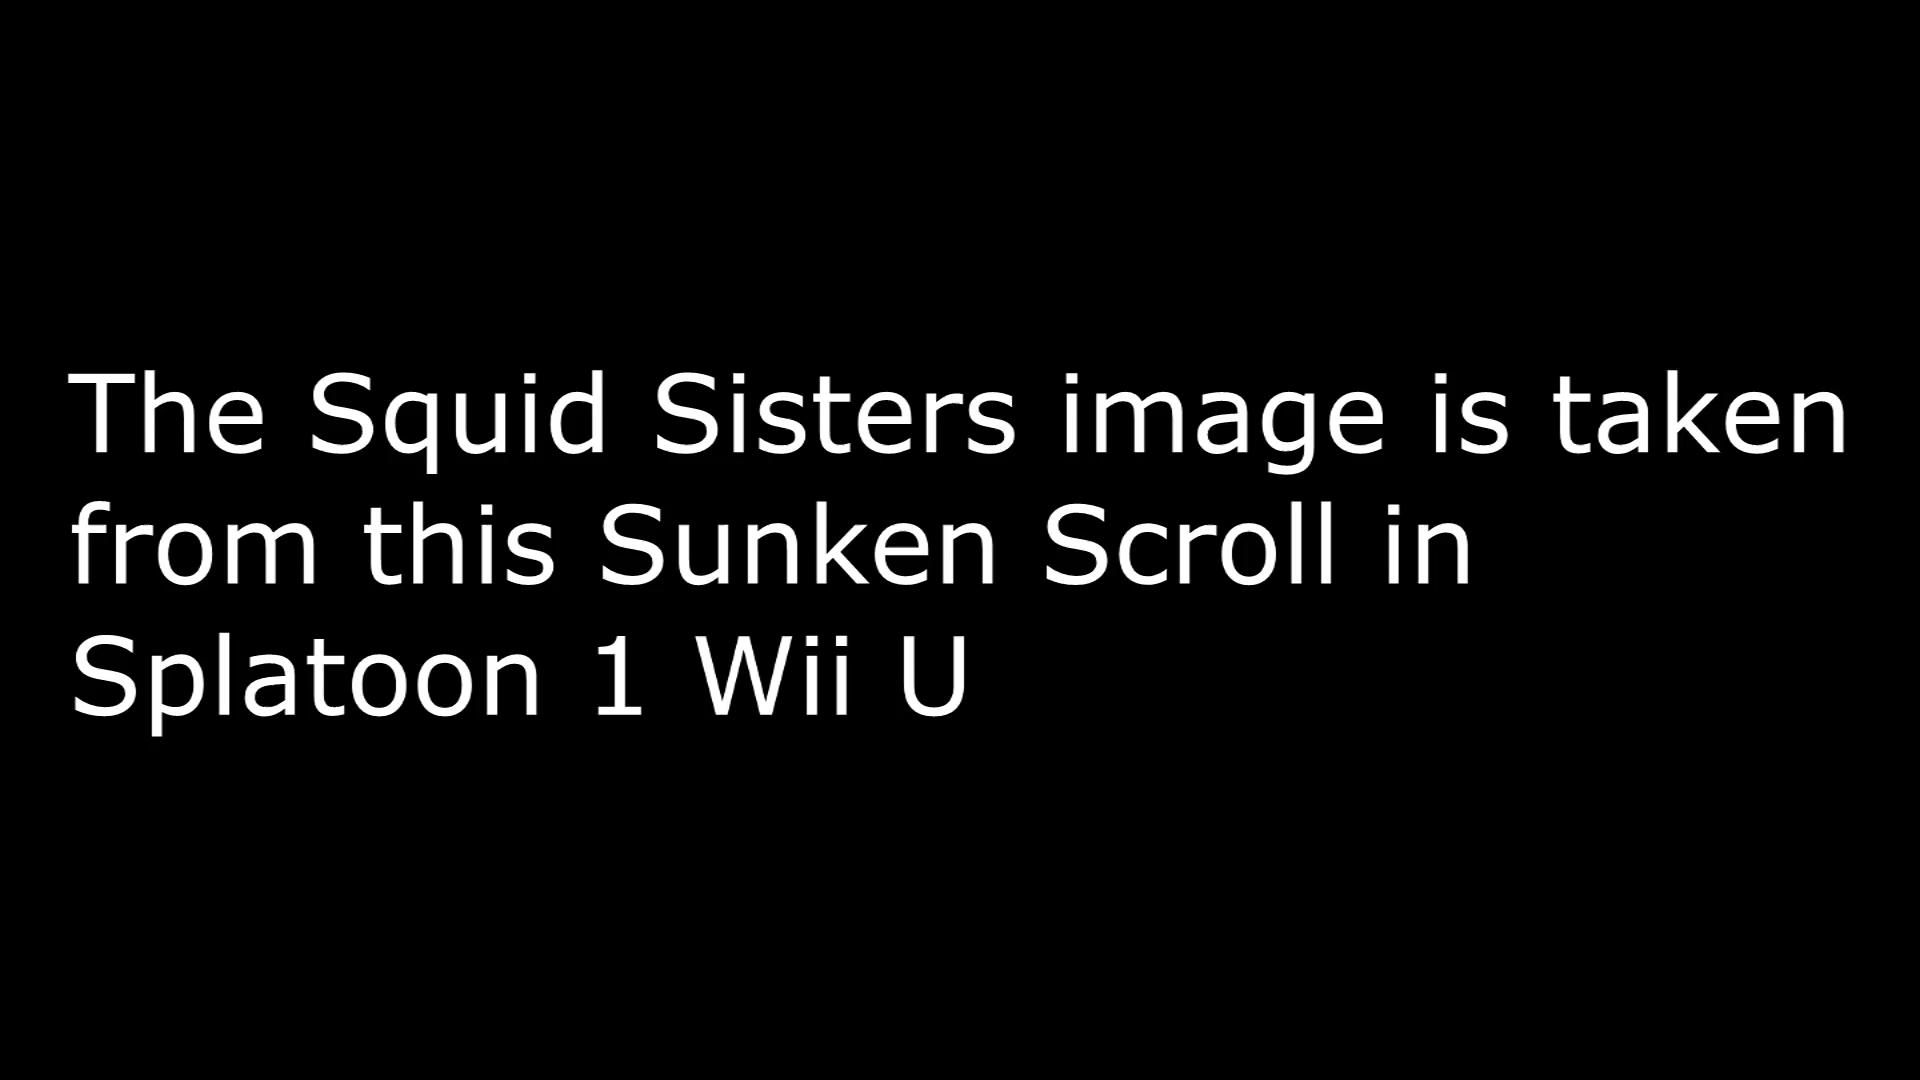 The Squid Sisters image is taken
from this Sunken Scroll in
Splatoon 1 Wii U